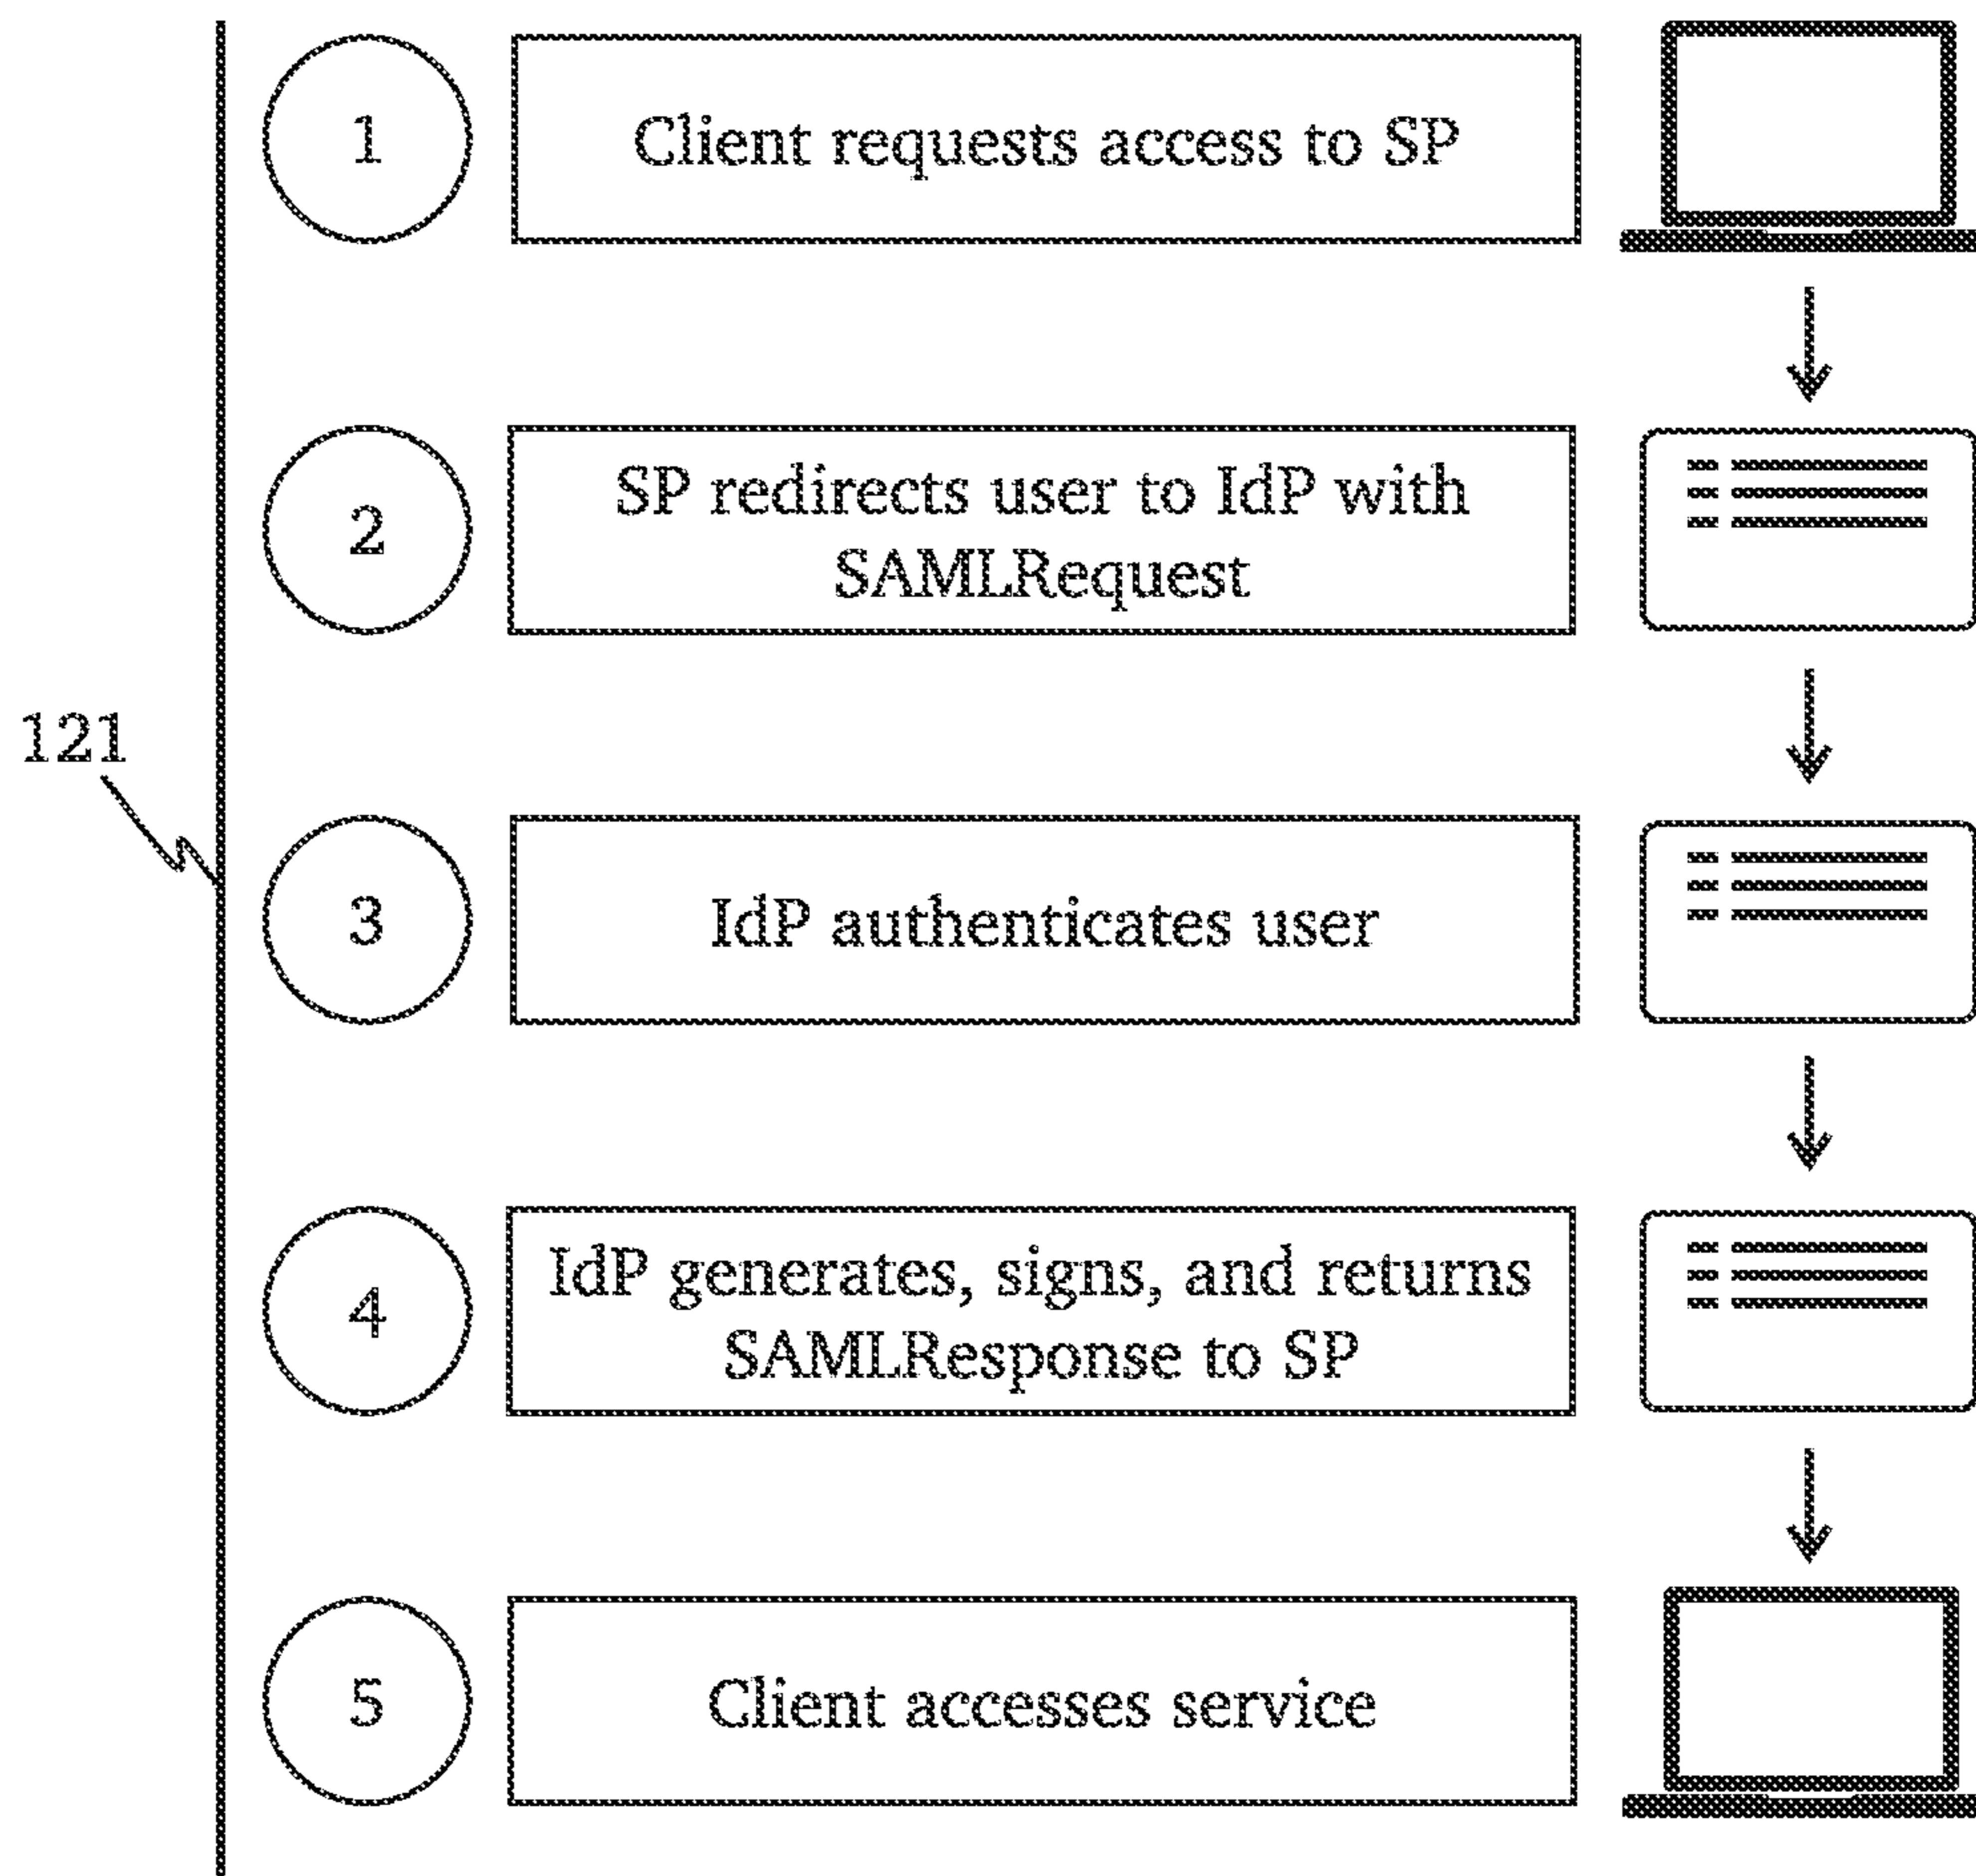 1
Client requests access to SP
2
SP redirects user to IdP with
SAMLRequest
121
3
IdP authenticates user
4
IdP generates, signs, and returns
SAMLResponse to SP
5
Client accesses service